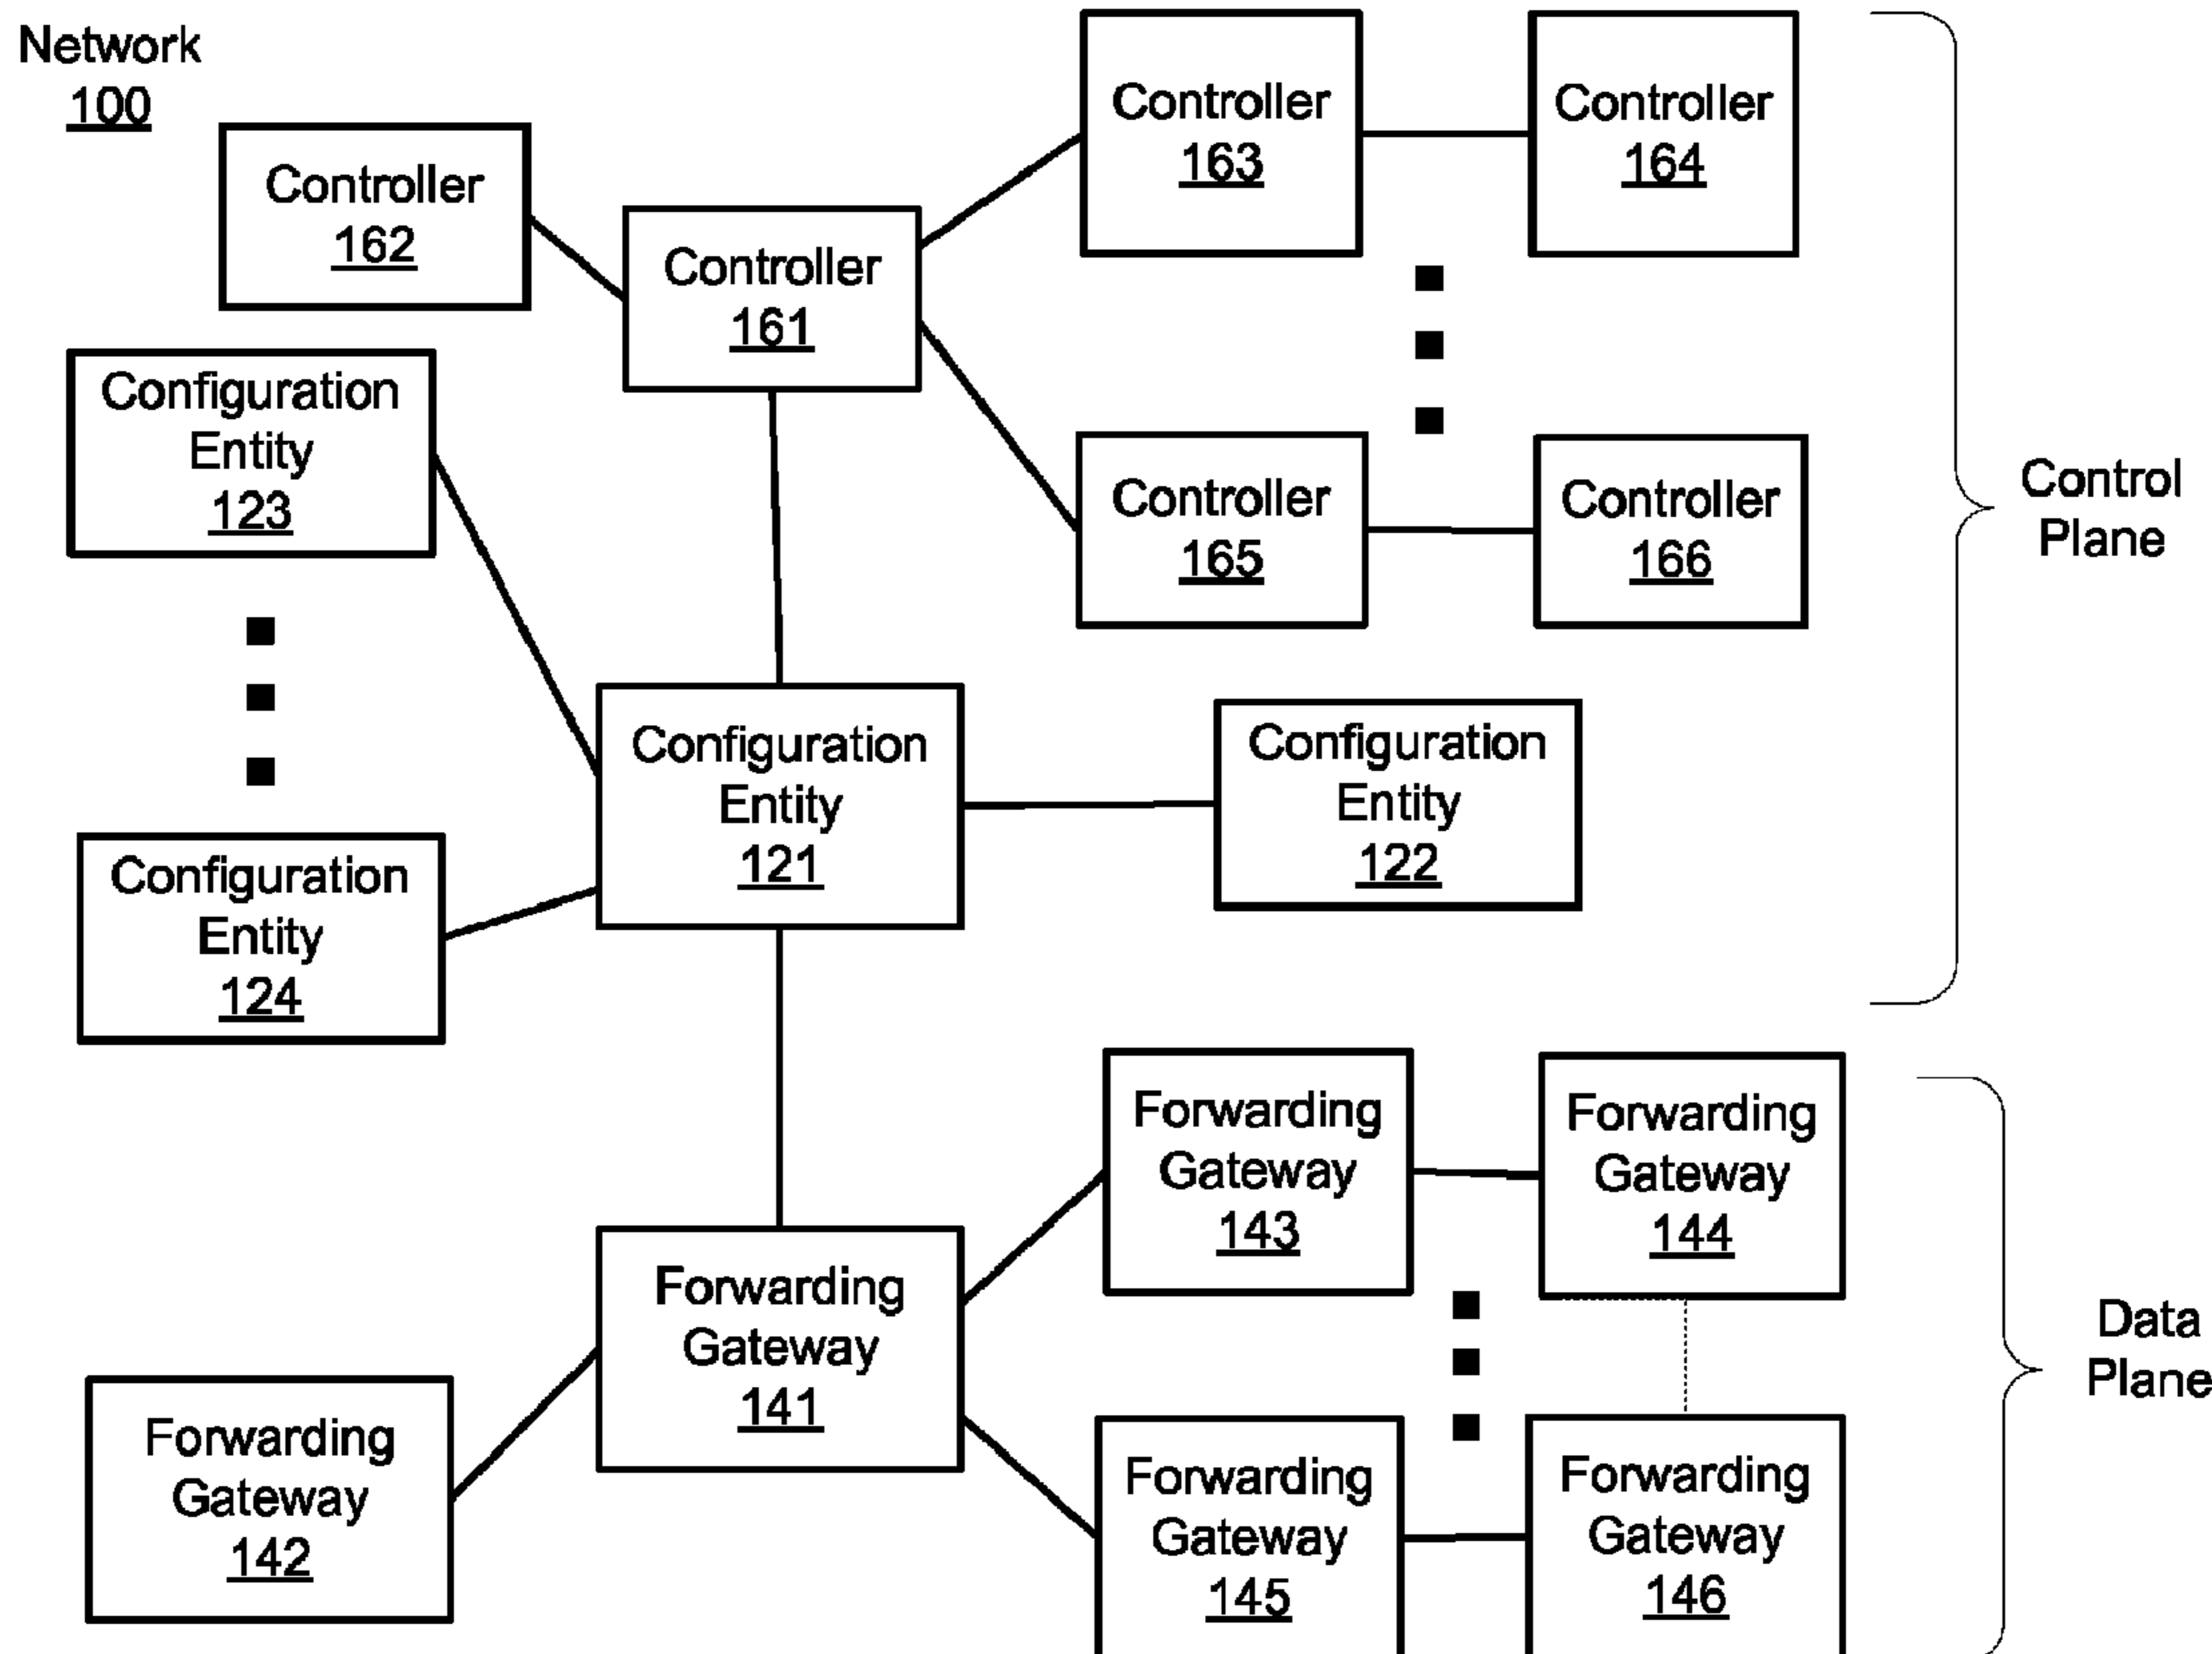 Network
100
Controller
162
Controller
161
Controller
163
Controller
164
Configuration
Entity
123
Controller
165
Controller
166
Control
Plane
Configuration
Entity
121
Configuration
Entity
122
Configuration
Entity
124
Forwarding
Gateway
143
Forwarding
Gateway
144
Forwarding
Gateway
141
Data
Plane
Forwarding
Gateway
142
Forwarding
Gateway
145
Forwarding
Gateway
146